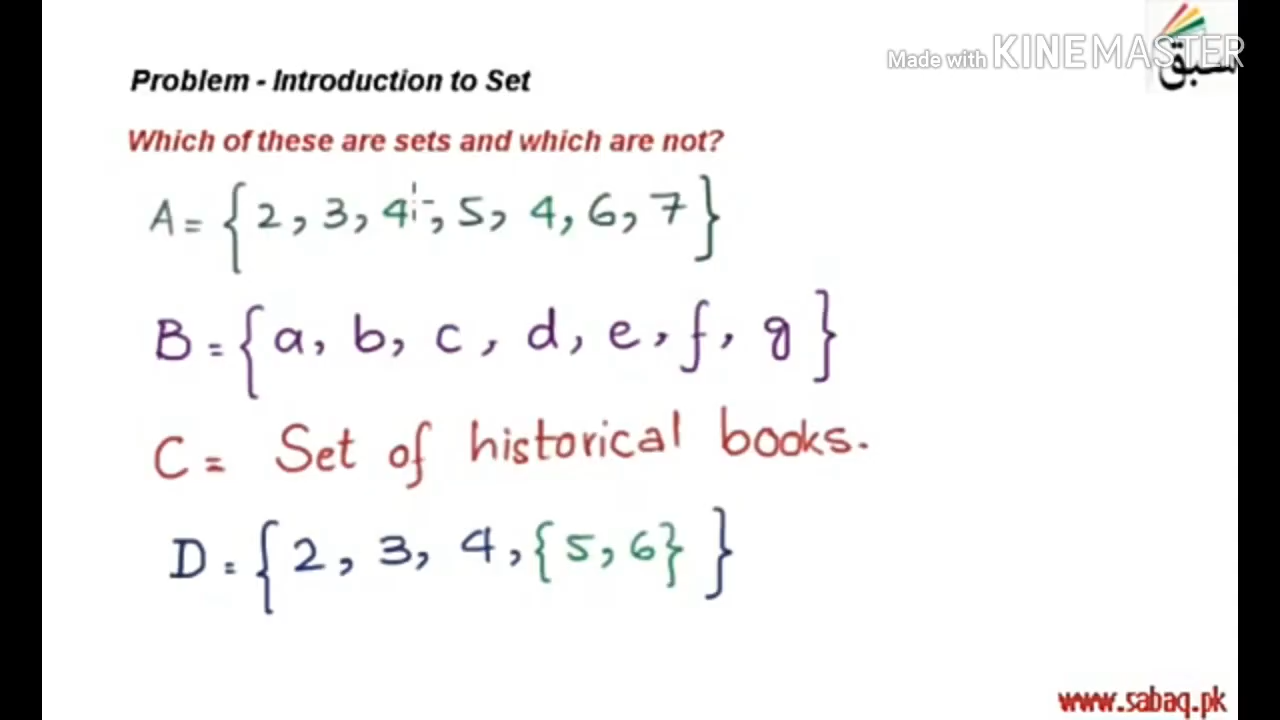 Made with KINEMASTER
سبق
Problem - Introduction to Set
Which of these are sets and which are not?
A = { 2, 3, 4, 5, 4, 6, 7 }
B = { a, b, c, d, e, f, g }
C = Set of historical books.
D = { 2, 3, 4, {5, 6} }
www.sabaq.pk